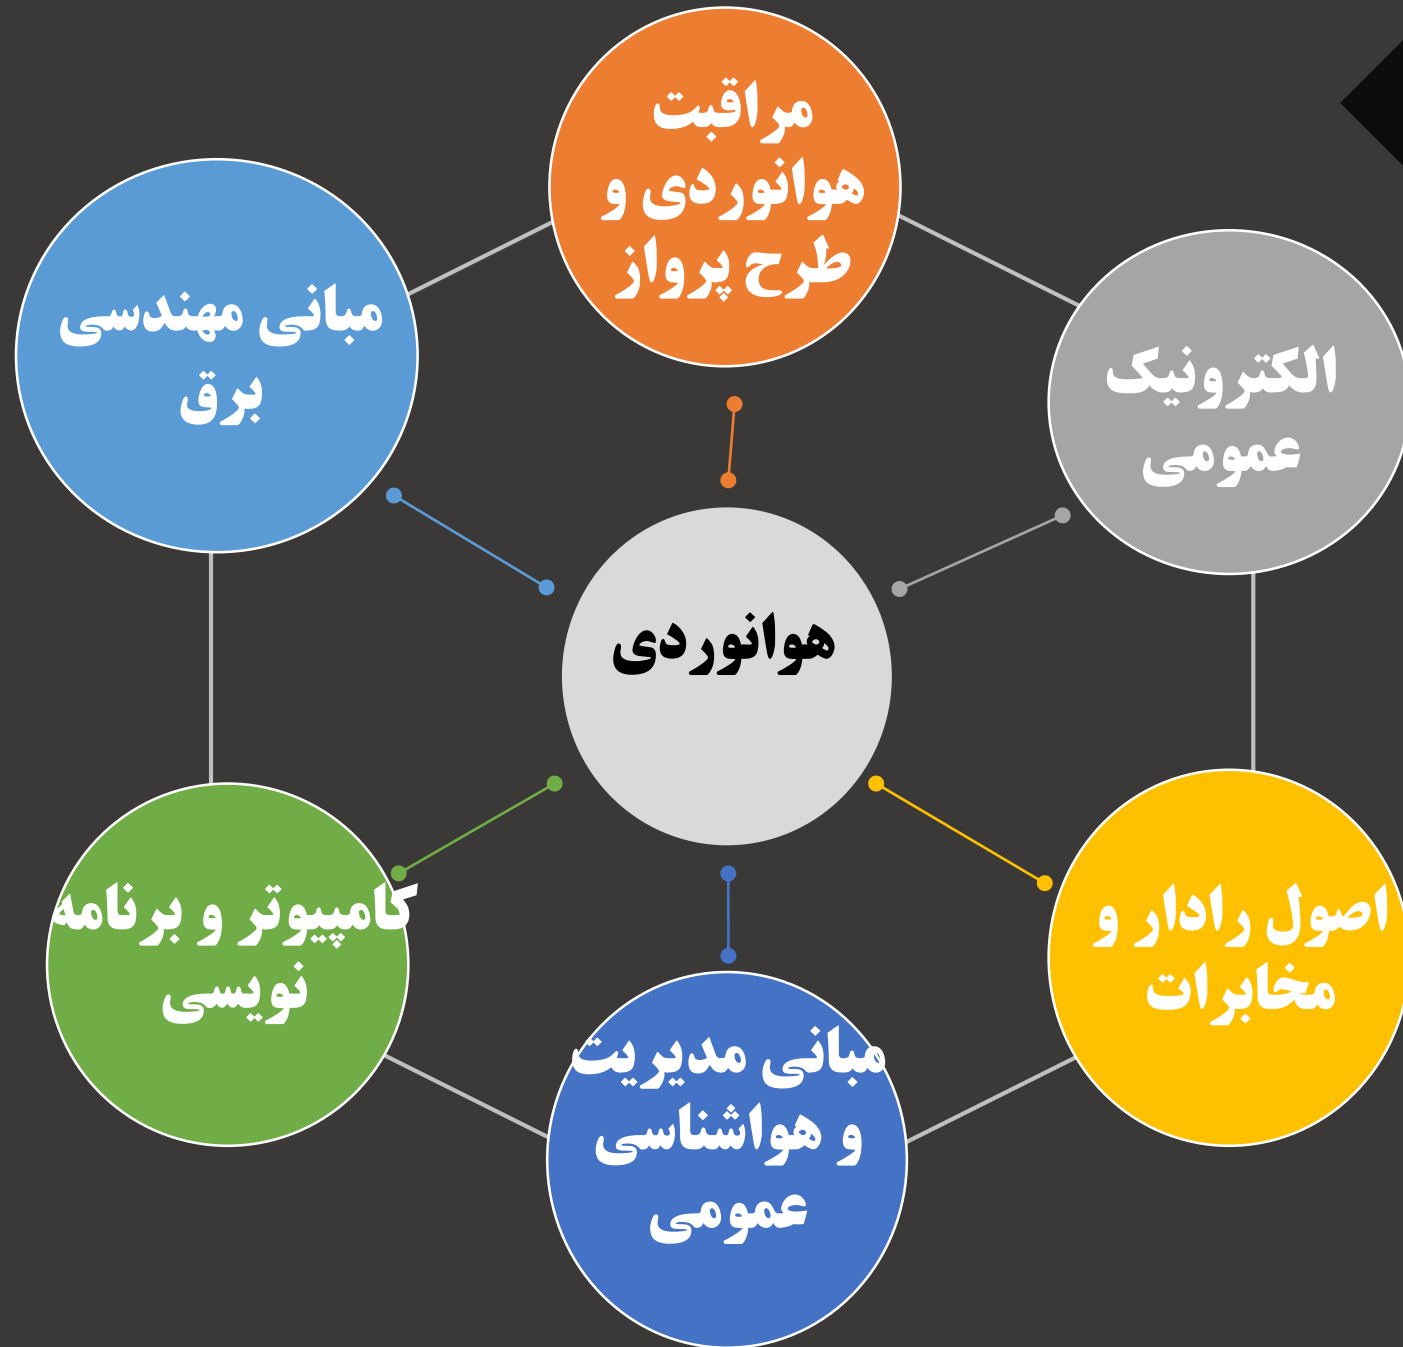 مراقبت
هوانوردی و
طرح پرواز
مبانی مهندسی
برق
الکترونیک
عمومی
هوانوردی
کامپیوتر و برنامه
نویسی
اصول رادار و
مخابرات
مبانی مدیریت
و هواشناسی
عمومی